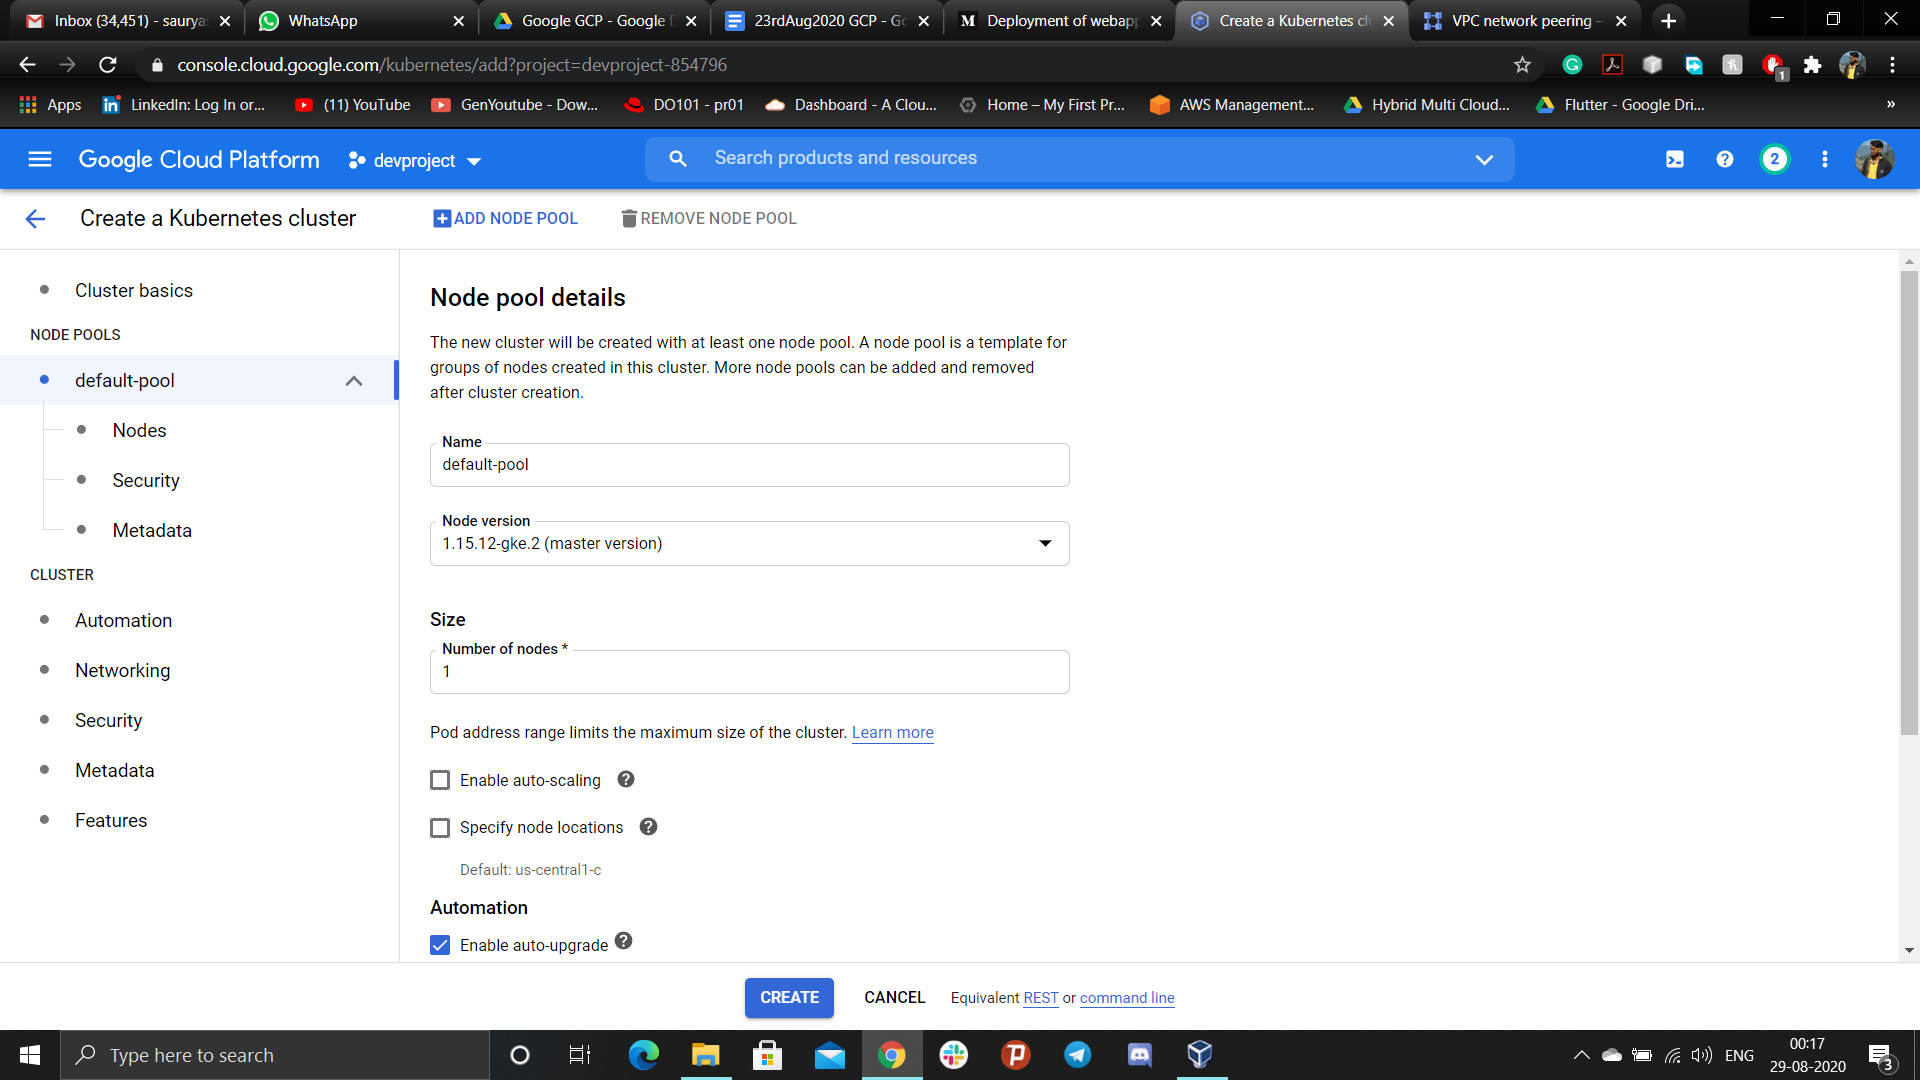 Inbox (34,451) - saurya
WhatsApp
Google GCP - Google D
23rdAug2020 GCP - Go
M Deployment of webapp
Create a Kubernetes cl
VPC network peering –
console.cloud.google.com/kubernetes/add?project=devproject-854796
1
Apps
LinkedIn: Log In or...
(11) YouTube
GenYoutube - Dow...
DO101 - pr01
Dashboard - A Clou...
Home – My First Pr...
AWS Management...
Hybrid Multi Cloud...
Flutter - Google Dri...
»
Google Cloud Platform
devproject
Search products and resources
2
Create a Kubernetes cluster
ADD NODE POOL
REMOVE NODE POOL
Cluster basics
NODE POOLS
default-pool
Nodes
Security
Metadata
CLUSTER
Automation
Networking
Security
Metadata
Features
Node pool details
The new cluster will be created with at least one node pool. A node pool is a template for
groups of nodes created in this cluster. More node pools can be added and removed
after cluster creation.
Name
default-pool
Node version
1.15.12-gke.2 (master version)
Size
Number of nodes *
1
Pod address range limits the maximum size of the cluster. Learn more
Enable auto-scaling
Specify node locations
Default: us-central1-c
Automation
Enable auto-upgrade
CREATE
CANCEL
Equivalent REST or command line
Type here to search
ENG
00:17
29-08-2020
3